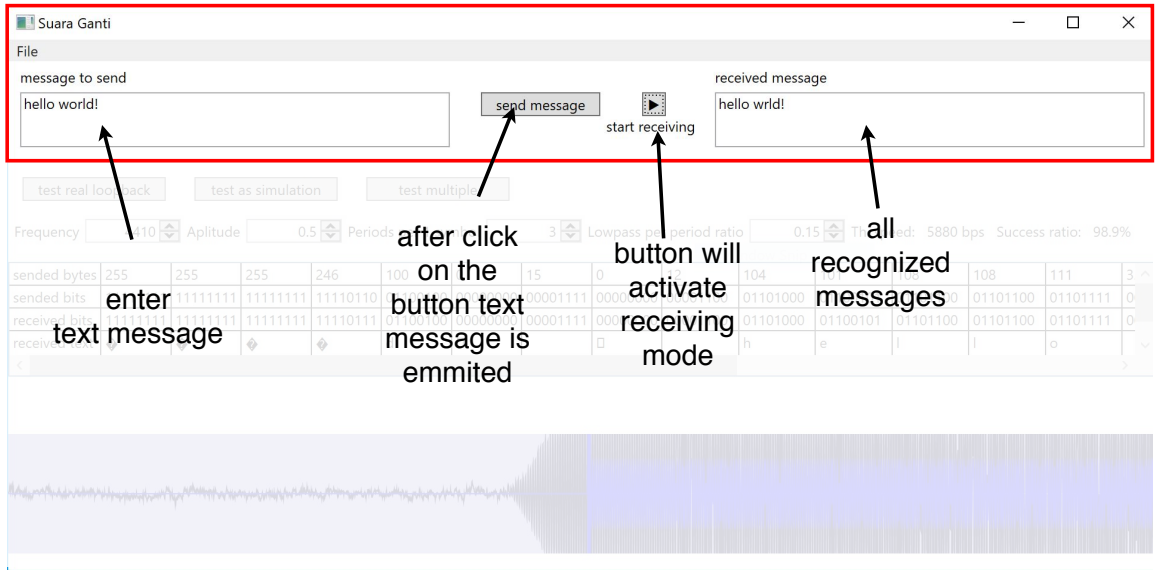 Suara Ganti
File
message to send
received message
hello world!
send message
hello wrld!
start receiving
test real loopback test as simulation test multiple
Frequency 4410 Aplitude 0.5 Periods 3 Lowpass per period ratio 0.15 5880 bps Success ratio: 98.9%
after click
on the
button text
message is
emmited
button will
activate
receiving
mode
all
recognized
messages
enter
text message
sended bytes 255 255 255 246 100 15 0 12 104 108 111
sended bits 11111111 11111111 11110110 00001111 01101000 01101100 01101111
received bits 11111111 11111111 11111111 11110111 01100100 00000000 00001111 01101000 01100101 01101100 01101100 01101111
received text � � � h e l l o